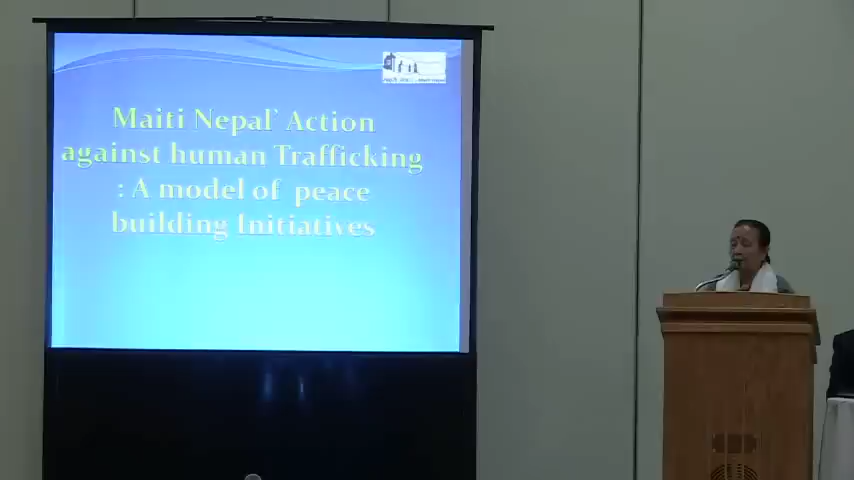 Maiti Nepal' Action
against human Trafficking
: A model of peace
building Initiatives